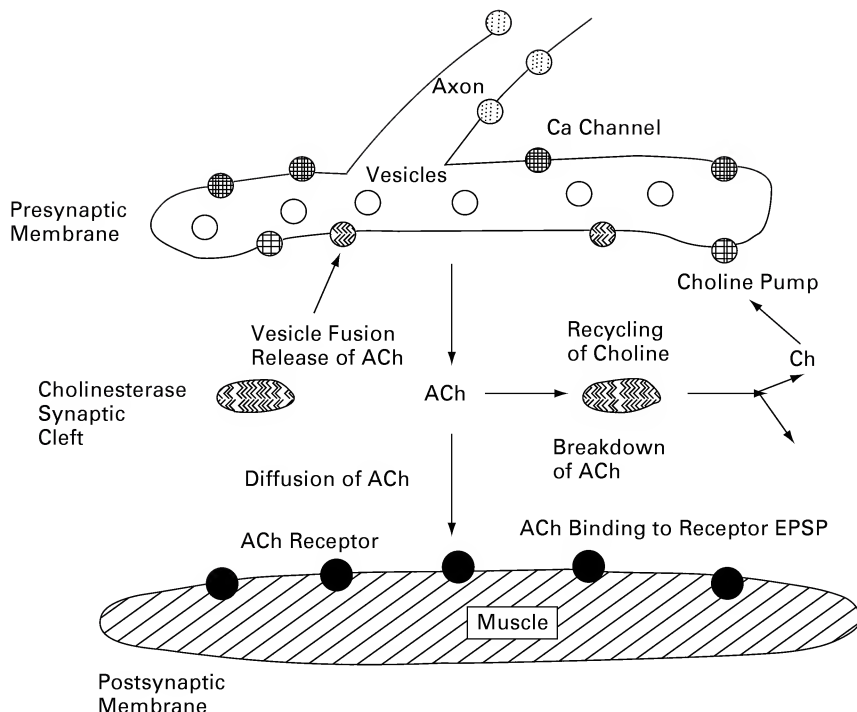 Axon
Ca Channel
Vesicles
Presynaptic
Membrane
Choline Pump
Vesicle Fusion
Release of ACh
Recycling
of Choline
Ch
Cholinesterase
Synaptic
Cleft
ACh
Breakdown
of ACh
Diffusion of ACh
ACh Binding to Receptor EPSP
ACh Receptor
Muscle
Postsynaptic
Membrane